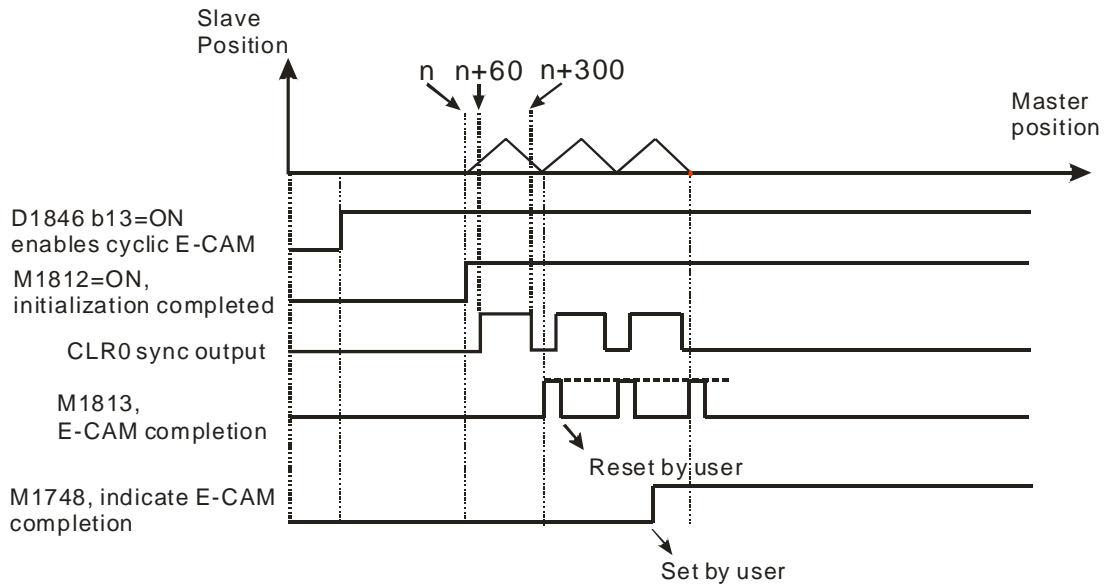 Slave
Position
n n+60 n+300
Master
position
D1846 b13=ON
enables cyclic E-CAM
M1812=ON,
initialization completed
CLR0 sync output
M1813,
E-CAM completion
Reset by user
M1748, indicate E-CAM
completion
Set by user